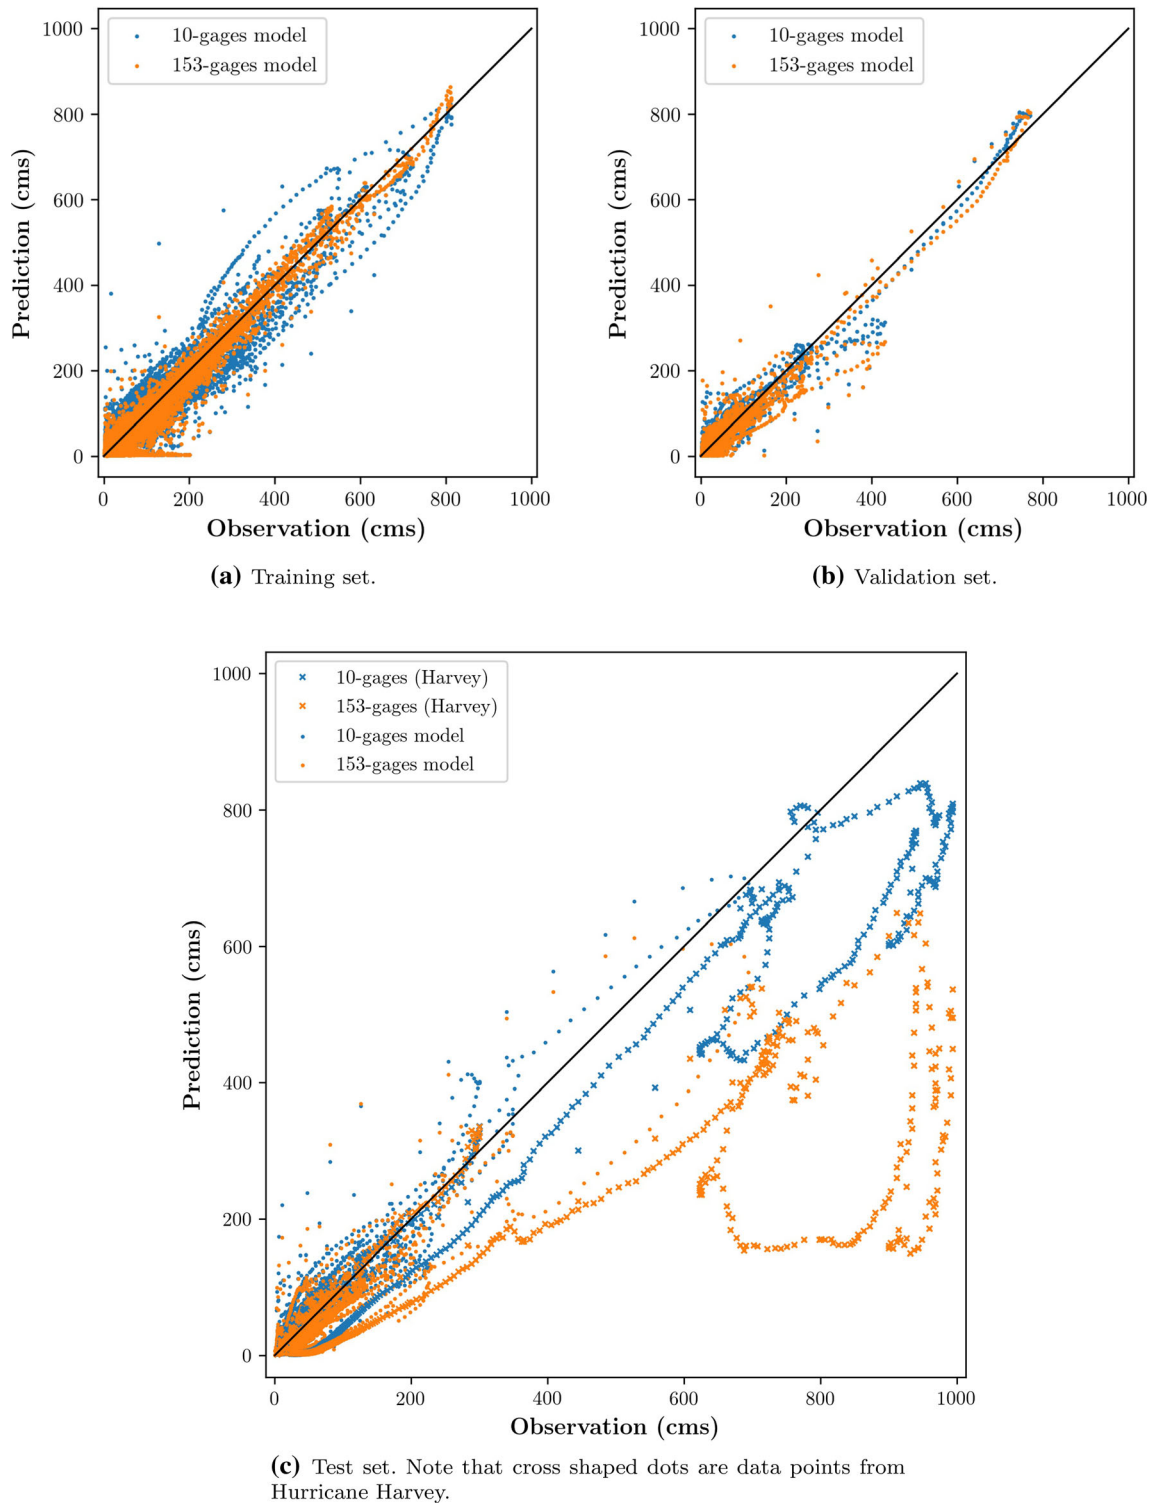 10-gages model
153-gages model
1000
800
600
400
200
0
Prediction (cms)
0 200 400 600 800 1000
Observation (cms)
(a) Training set.
10-gages model
153-gages model
1000
800
600
400
200
0
Prediction (cms)
0 200 400 600 800 1000
Observation (cms)
(b) Validation set.
10-gages (Harvey)
153-gages (Harvey)
10-gages model
153-gages model
1000
800
600
400
200
0
Prediction (cms)
0 200 400 600 800 1000
Observation (cms)
(c) Test set. Note that cross shaped dots are data points from
Hurricane Harvey.